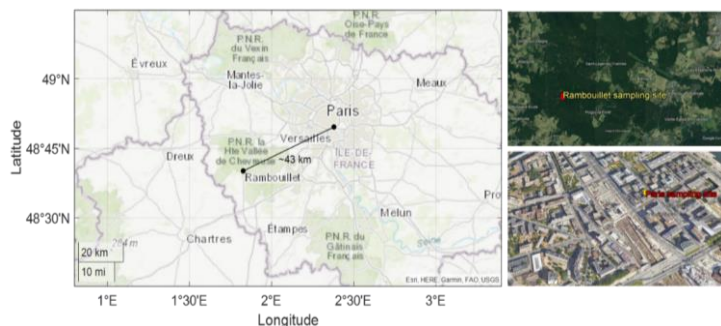 P.N.R.
Oise-Pays
de France
P.N.R.
du Vexin
Français
Évreux
49°N
Mantes-
la-Jolie
Meaux
Paris
48°45'N
Versailles
P.N.R. la
Hte Vallée
de Chevreuse
~43 km
ÎLE-DE-
FRANCE
Dreux
Rambouillet
Pro
48°30'N
Melun
Étampes
Chartres
P.N.R.
du Gâtinais
Français
Seine
20 km
284 m
10 mi
Esri, HERE, Garmin, FAO, USGS
1°E
1°30'E
2°E
2°30'E
3°E
Latitude
Longitude
Rambouillet sampling site
Paris sampling site